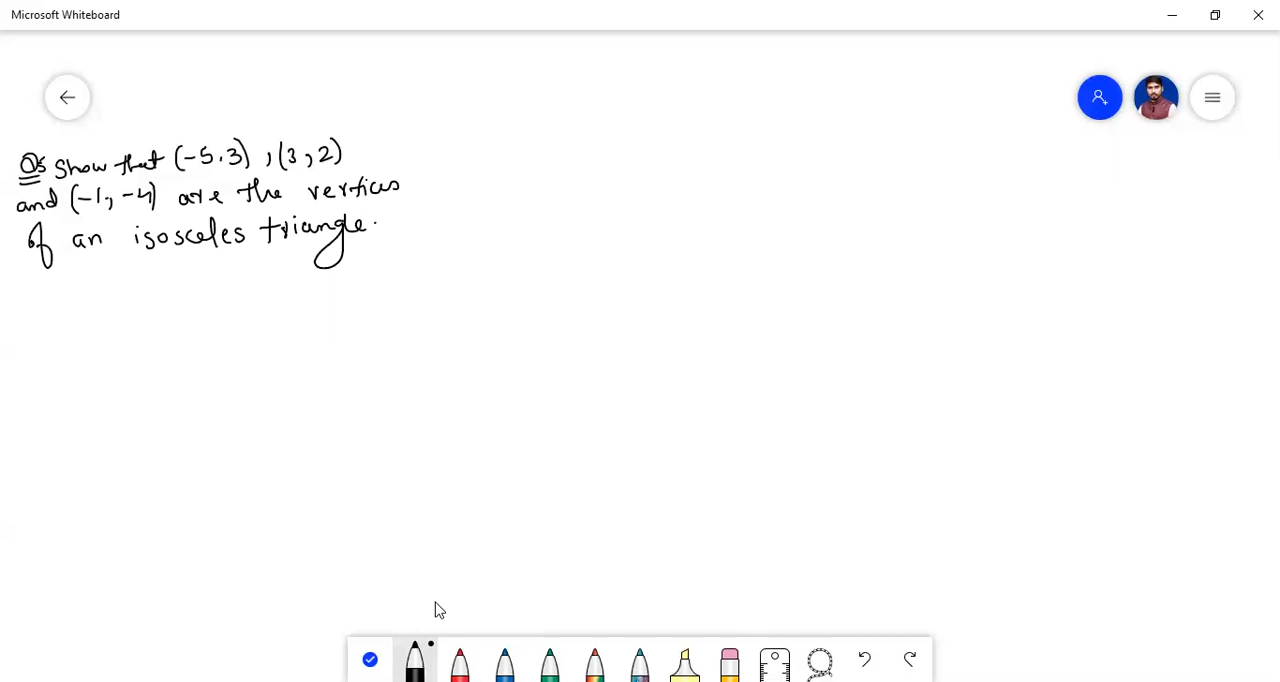 Microsoft Whiteboard
Q5 Show that (-5,3) , (3,2)
and (-1, -4) are the vertices
of an isosceles triangle.